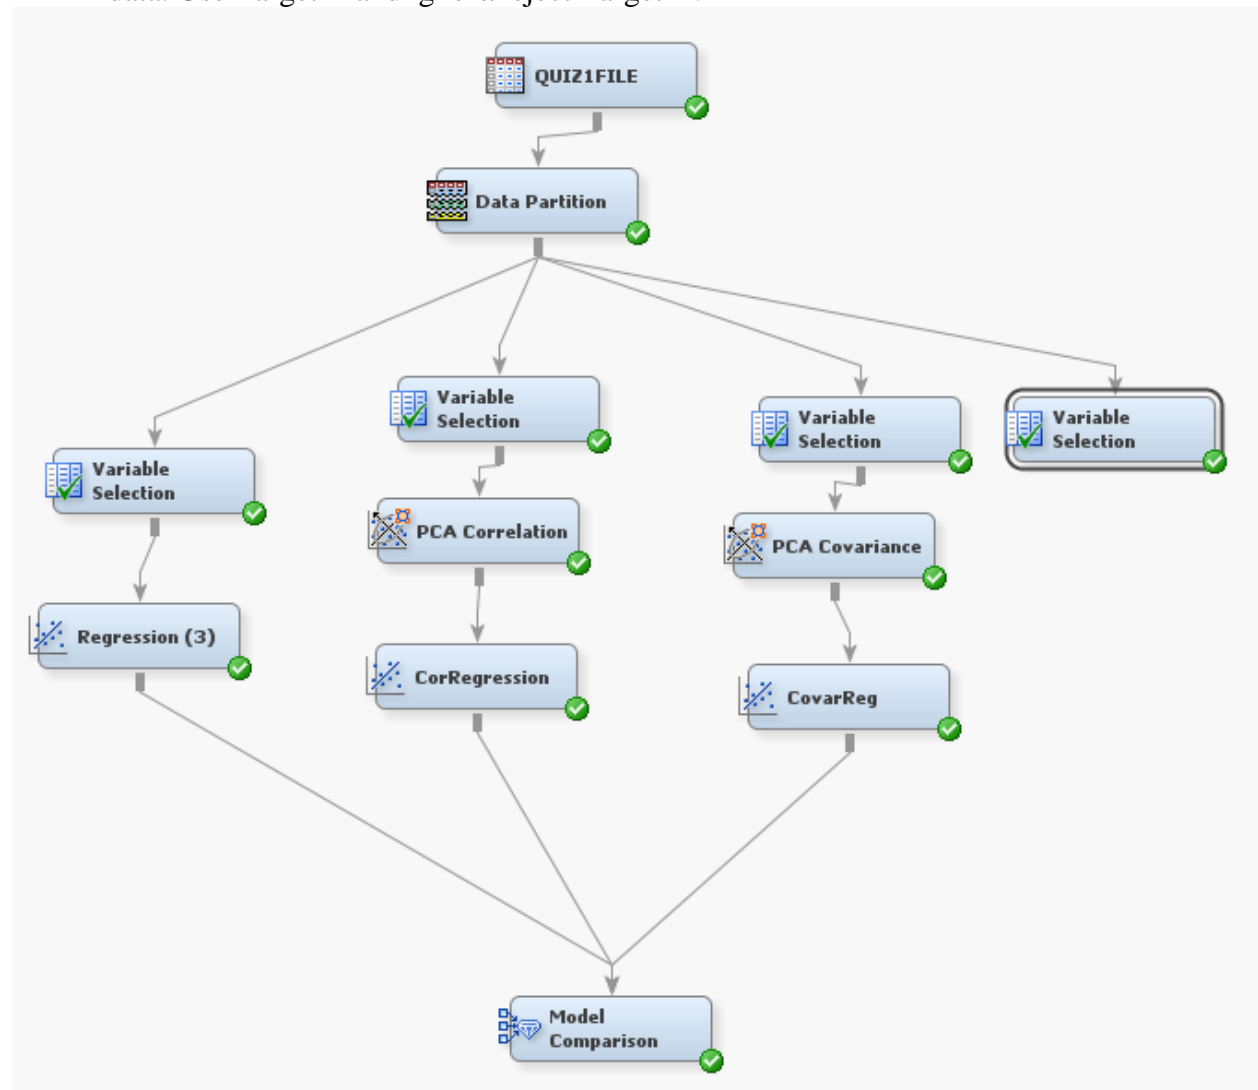 QUIZ1FILE
Data Partition
Variable
Selection
Variable
Selection
Variable
Selection
Variable
Selection
PCA Correlation
PCA Covariance
Regression (3)
CorRegression
CovarReg
Model
Comparison